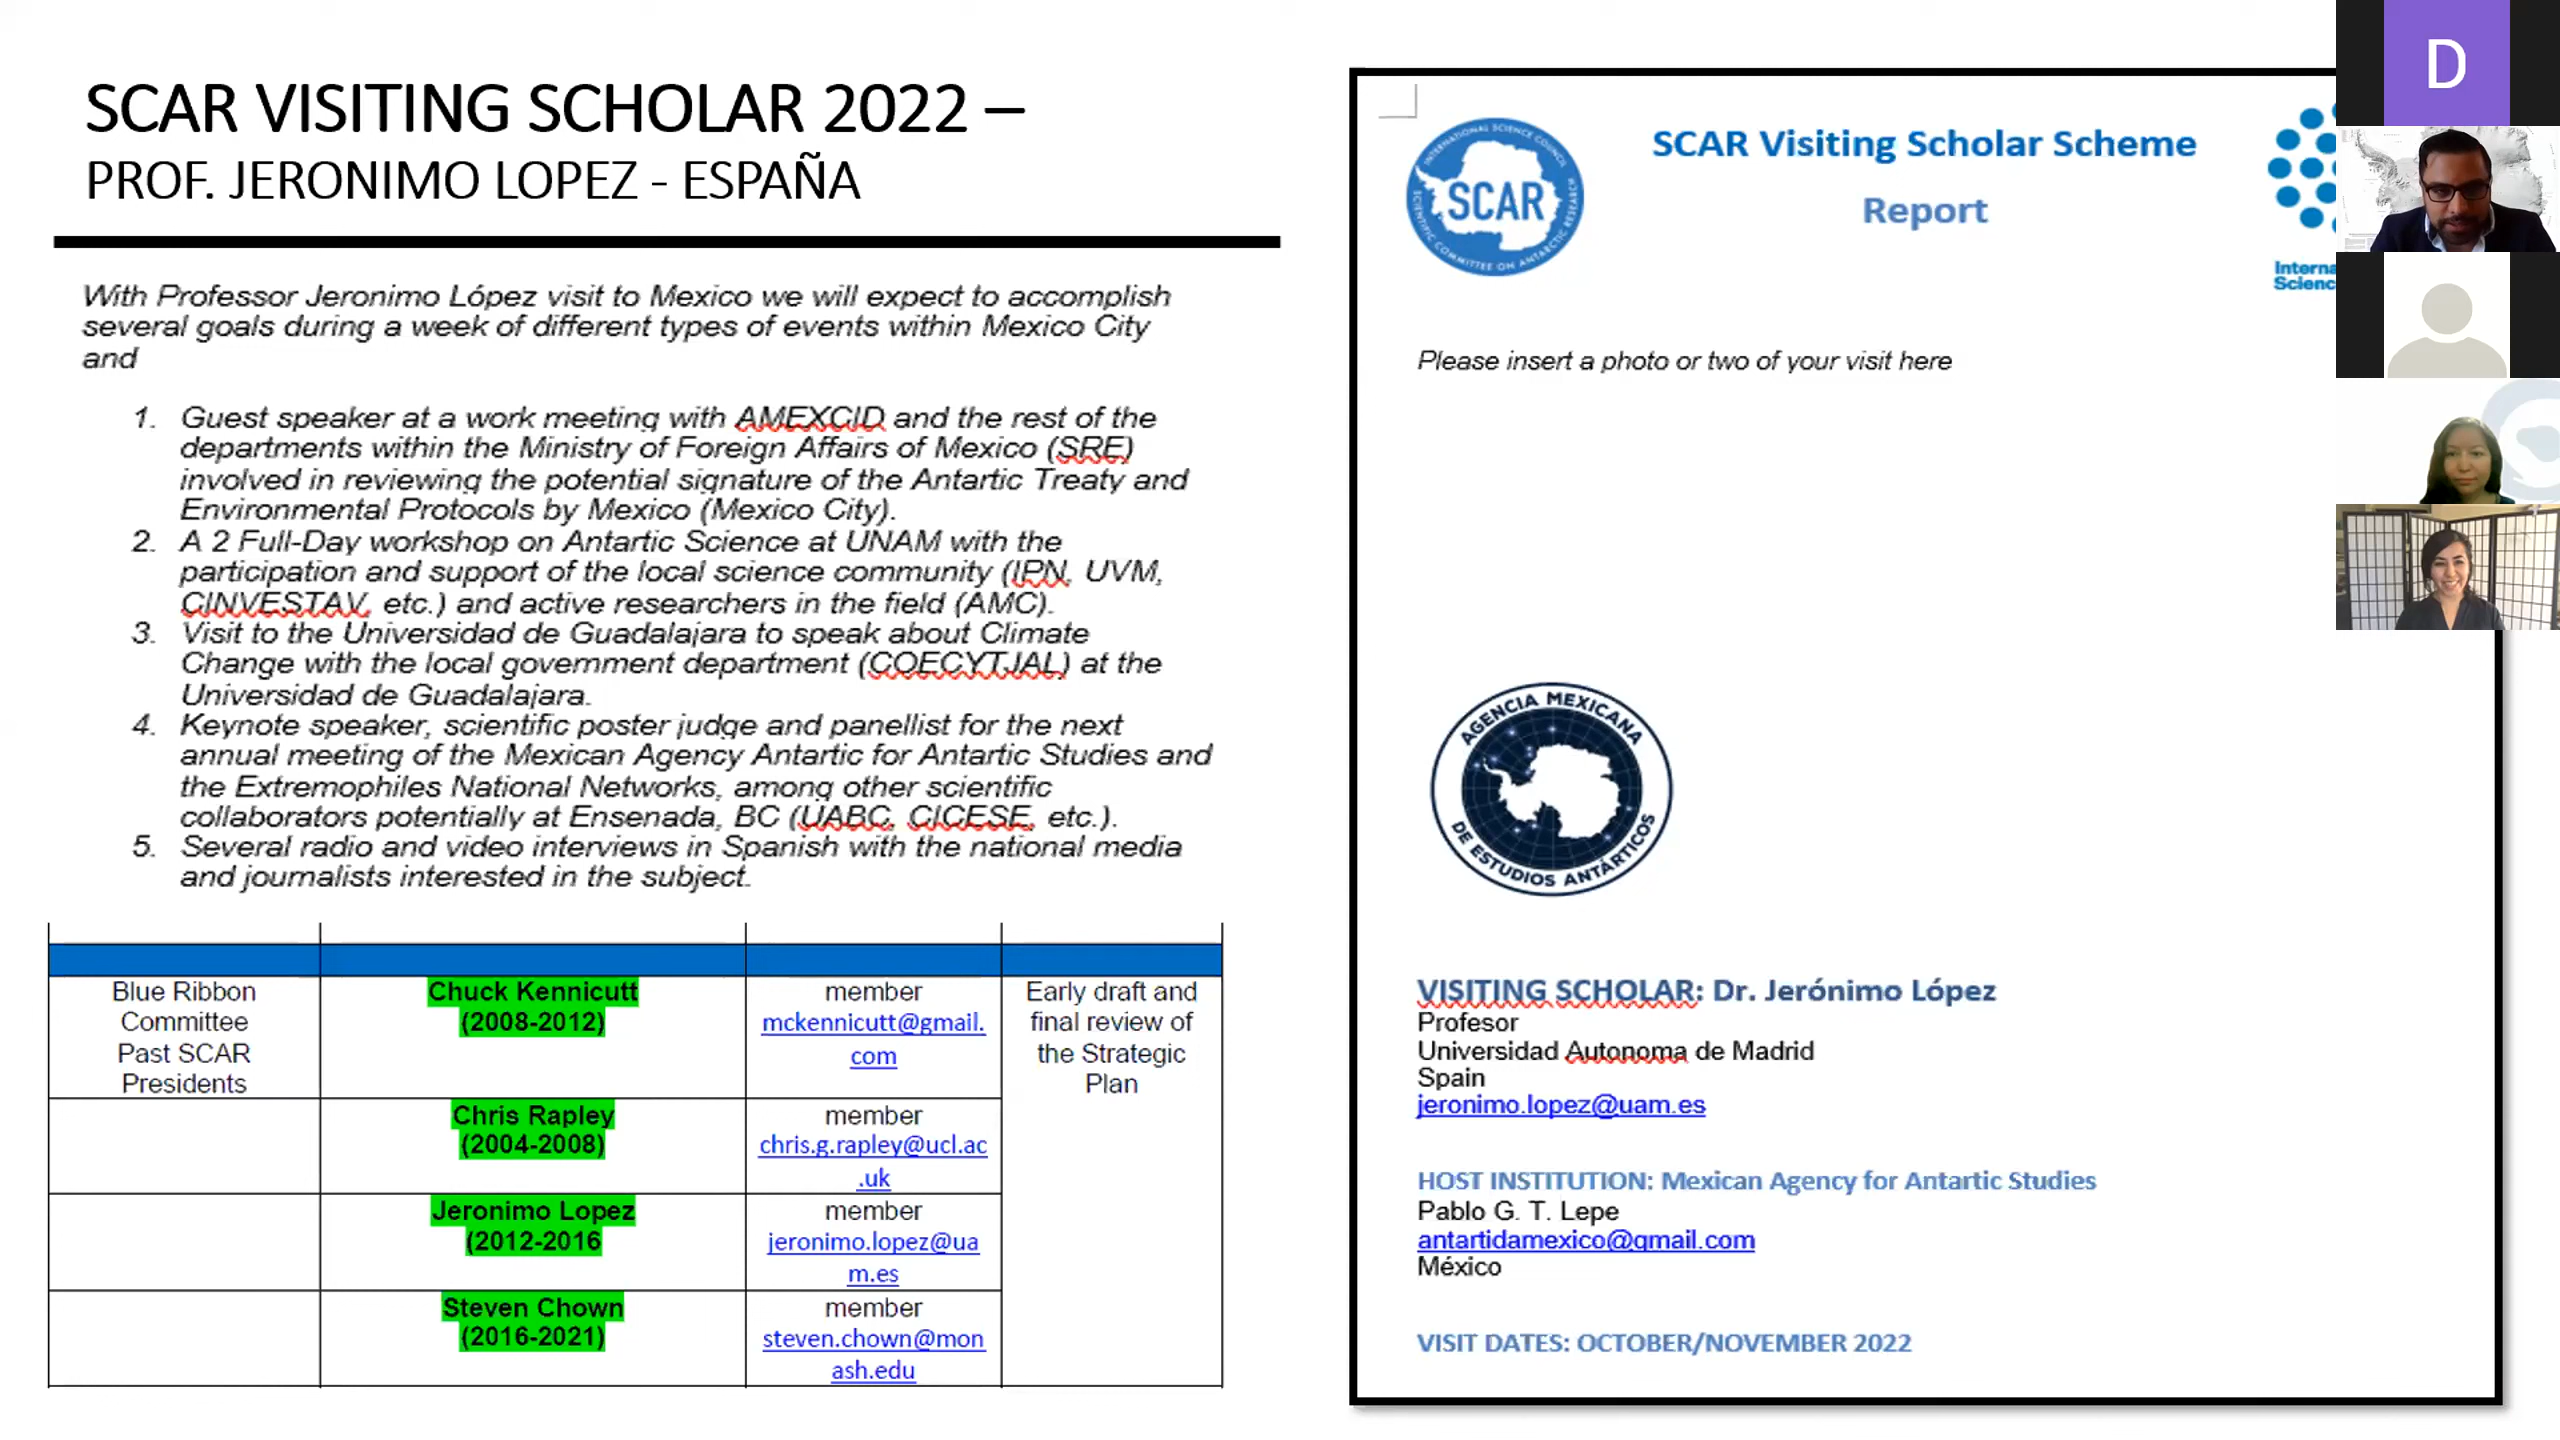 SCAR VISITING SCHOLAR 2022 –
PROF. JERONIMO LOPEZ - ESPAÑA
With Professor Jeronimo López visit to Mexico we will expect to accomplish
several goals during a week of different types of events within Mexico City
and
1. Guest speaker at a work meeting with AMEXCID and the rest of the
departments within the Ministry of Foreign Affairs of Mexico (SRE)
involved in reviewing the potential signature of the Antartic Treaty and
Environmental Protocols by Mexico (Mexico City).
2. A 2 Full-Day workshop on Antartic Science at UNAM with the
participation and support of the local science community (IPN, UVM,
CINVESTAV, etc.) and active researchers in the field (AMC).
3. Visit to the Universidad de Guadalajara to speak about Climate
Change with the local government department (COECYTJAL) at the
Universidad de Guadalajara.
4. Keynote speaker, scientific poster judge and panellist for the next
annual meeting of the Mexican Agency Antartic for Antartic Studies and
the Extremophiles National Networks, among other scientific
collaborators potentially at Ensenada, BC (UABC, CICESE, etc.).
5. Several radio and video interviews in Spanish with the national media
and journalists interested in the subject.
Blue Ribbon
Committee
Past SCAR
Presidents
Chuck Kennicutt
(2008-2012)
member
mckennicutt@gmail.
com
Early draft and
final review of
the Strategic
Plan
Chris Rapley
(2004-2008)
member
chris.g.rapley@ucl.ac
.uk
Jeronimo Lopez
(2012-2016
member
jeronimo.lopez@ua
m.es
Steven Chown
(2016-2021)
member
steven.chown@mon
ash.edu
INTERNATIONAL SCIENCE COUNCIL
SCAR
SCIENTIFIC COMMITTEE ON ANTARCTIC RESEARCH
SCAR Visiting Scholar Scheme
Report
Interna
Scienc
Please insert a photo or two of your visit here
AGENCIA MEXICANA
DE ESTUDIOS ANTÁRTICOS
VISITING SCHOLAR: Dr. Jerónimo López
Profesor
Universidad Autonoma de Madrid
Spain
jeronimo.lopez@uam.es
HOST INSTITUTION: Mexican Agency for Antartic Studies
Pablo G. T. Lepe
antartidamexico@gmail.com
México
VISIT DATES: OCTOBER/NOVEMBER 2022
D